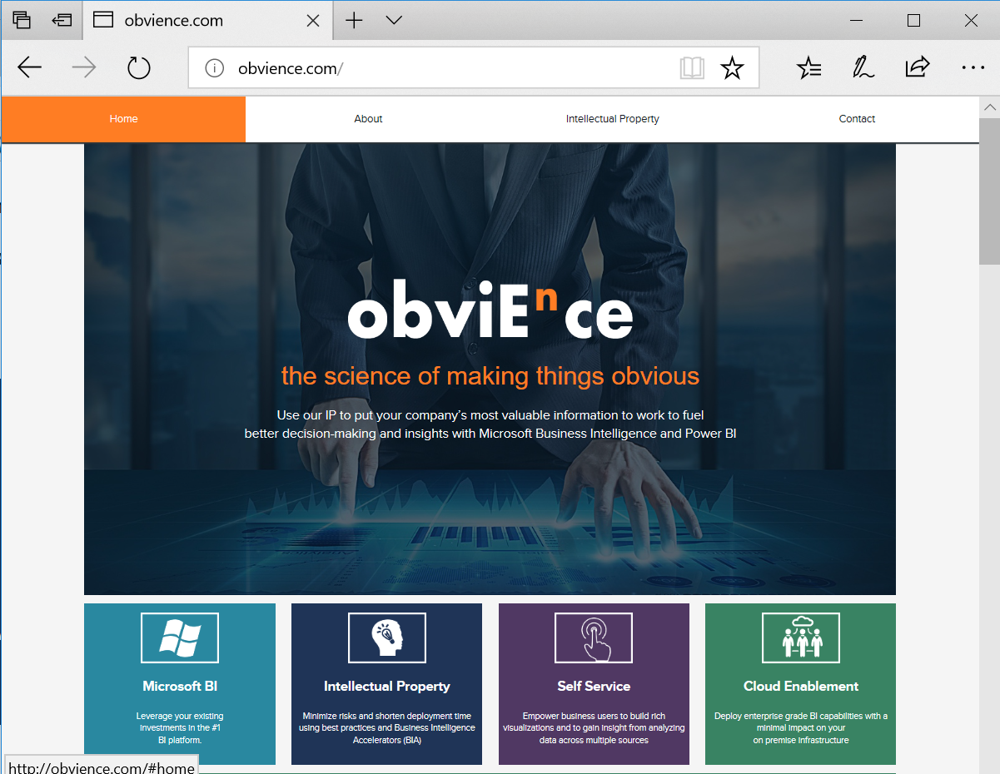 obvience.com
obvience.com/
Home
About
Intellectual Property
Contact
obviEnce
the science of making things obvious
Use our IP to put your company’s most valuable information to work to fuel
better decision-making and insights with Microsoft Business Intelligence and Power BI
Microsoft BI
Leverage your existing
investments in the #1
BI platform.
Intellectual Property
Minimize risks and shorten deployment time
using best practices and Business Intelligence
Accelerators (BIA)
Self Service
Empower business users to build rich
visualizations and to gain insight from analyzing
data across multiple sources
Cloud Enablement
Deploy enterprise grade BI capabilities with a
minimal impact on your
on premise infrastructure
http://obvience.com/#home